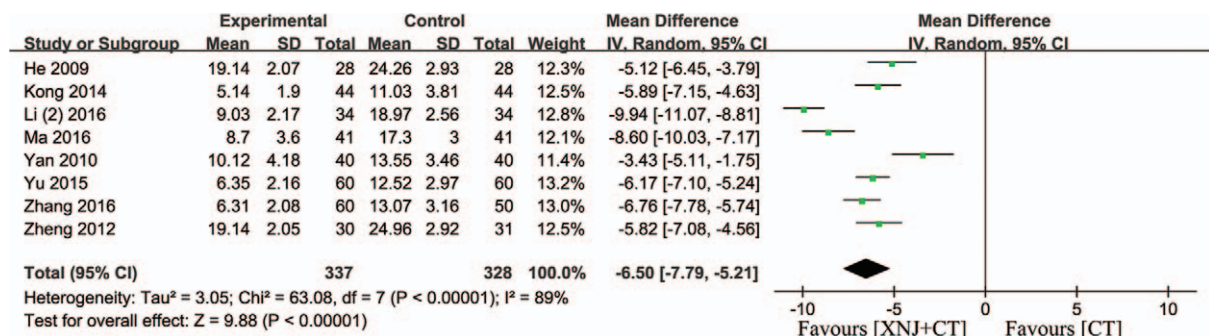 Experimental Control Mean Difference Mean Difference
Study or Subgroup Mean SD Total Mean SD Total Weight IV, Random, 95% CI IV, Random, 95% CI
He 2009 19.14 2.07 28 24.26 2.93 28 12.3% -5.12 [-6.45, -3.79]
Kong 2014 5.14 1.9 44 11.03 3.81 44 12.5% -5.89 [-7.15, -4.63]
Li (2) 2016 9.03 2.17 34 18.97 2.56 34 12.8% -9.94 [-11.07, -8.81]
Ma 2016 8.7 3.6 41 17.3 3 41 12.1% -8.60 [-10.03, -7.17]
Yan 2010 10.12 4.18 40 13.55 3.46 40 11.4% -3.43 [-5.11, -1.75]
Yu 2015 6.35 2.16 60 12.52 2.97 60 13.2% -6.17 [-7.10, -5.24]
Zhang 2016 6.31 2.08 60 13.07 3.16 50 13.0% -6.76 [-7.78, -5.74]
Zheng 2012 19.14 2.05 30 24.96 2.92 31 12.5% -5.82 [-7.08, -4.56]
Total (95% CI) 337 328 100.0% -6.50 [-7.79, -5.21]
Heterogeneity: Tau² = 3.05; Chi² = 63.08, df = 7 (P < 0.00001); I² = 89%
Test for overall effect: Z = 9.88 (P < 0.00001)
-10 -5 0 5 10
Favours [XNJ+CT] Favours [CT]